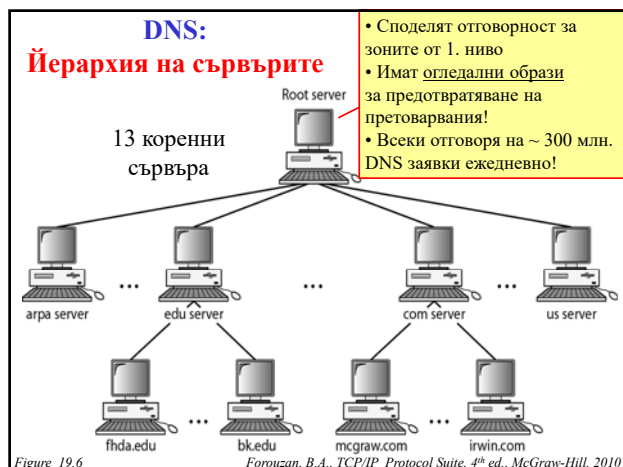 DNS:
Йерархия на сървърите
• Споделят отговорност за
зоните от 1. ниво
• Имат огледални образи
за предотвратяване на
претоварвания!
• Всеки отговоря на ~ 300 млн.
DNS заявки ежедневно!
Root server
13 коренни
сървъра
... ... ...
arpa server edu server com server us server
... ...
fhda.edu bk.edu mcgraw.com irwin.com
Figure 19.6 Forouzan, B.A., TCP/IP Protocol Suite, 4th ed., McGraw-Hill, 2010